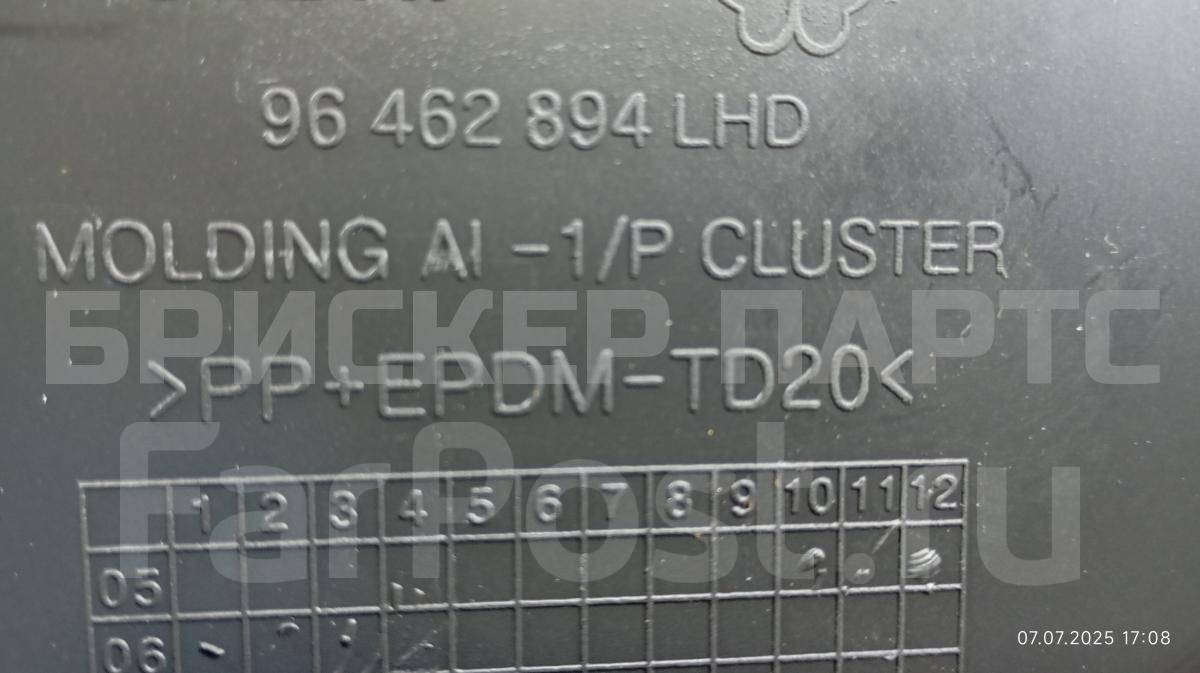 96 462 894 LHD
MOLDING AI -1/P CLUSTER
БРИСКЕР ПАРТС
>PP+EPDM-TD20<
FarPost.ru
1 2 3 4 5 6 7 8 9 10 11 12
05
06
07.07.2025 17:08